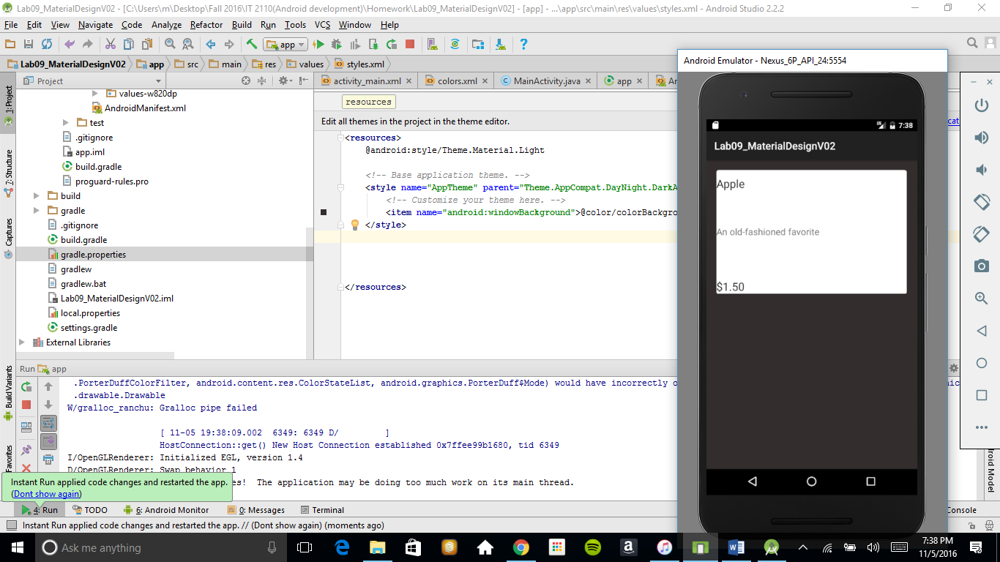 Lab09_MaterialDesignV02 - [C:\Users\m\Desktop\Fall 2016\IT 2110(Android development)\Homework\Lab09_MaterialDesignV02] - [app] - ...\app\src\main\res\values\styles.xml - Android Studio 2.2.2
File Edit View Navigate Code Analyze Refactor Build Run Tools VCS Window Help
app
Lab09_MaterialDesignV02 app src main res values styles.xml
Project
activity_main.xml colors.xml MainActivity.java app An
1: Project
7: Structure
Captures
Build Variants
Favorites
values-w820dp
AndroidManifest.xml
test
.gitignore
app.iml
build.gradle
proguard-rules.pro
build
gradle
.gitignore
build.gradle
gradle.properties
gradlew
gradlew.bat
Lab09_MaterialDesignV02.iml
local.properties
settings.gradle
External Libraries
resources
Edit all themes in the project in the theme editor.
<resources>
@android:style/Theme.Material.Light
<!-- Base application theme. -->
<style name="AppTheme" parent="Theme.AppCompat.DayNight.DarkA
<!-- Customize your theme here. -->
<item name="android:windowBackground">@color/colorBackgro
</style>
</resources>
Run app
.PorterDuffColorFilter, android.content.res.ColorStateList, android.graphics.PorterDuff$Mode) would have incorrectly o
.drawable.Drawable
W/gralloc_ranchu: Gralloc pipe failed
[ 11-05 19:38:09.002 6349: 6349 D/ ]
HostConnection::get() New Host Connection established 0x7ffee99b1680, tid 6349
I/OpenGLRenderer: Initialized EGL, version 1.4
D/OpenGLRenderer: Swap behavior 1
es! The application may be doing too much work on its main thread.
Instant Run applied code changes and restarted the app.
(Dont show again)
4: Run TODO 6: Android Monitor 0: Messages Terminal
Console
Instant Run applied code changes and restarted the app. // (Dont show again) (moments ago)
Android Emulator - Nexus_6P_API_24:5554
7:38
Lab09_MaterialDesignV02
Apple
An old-fashioned favorite
$1.50
Model
Ask me anything
7:38 PM
11/5/2016